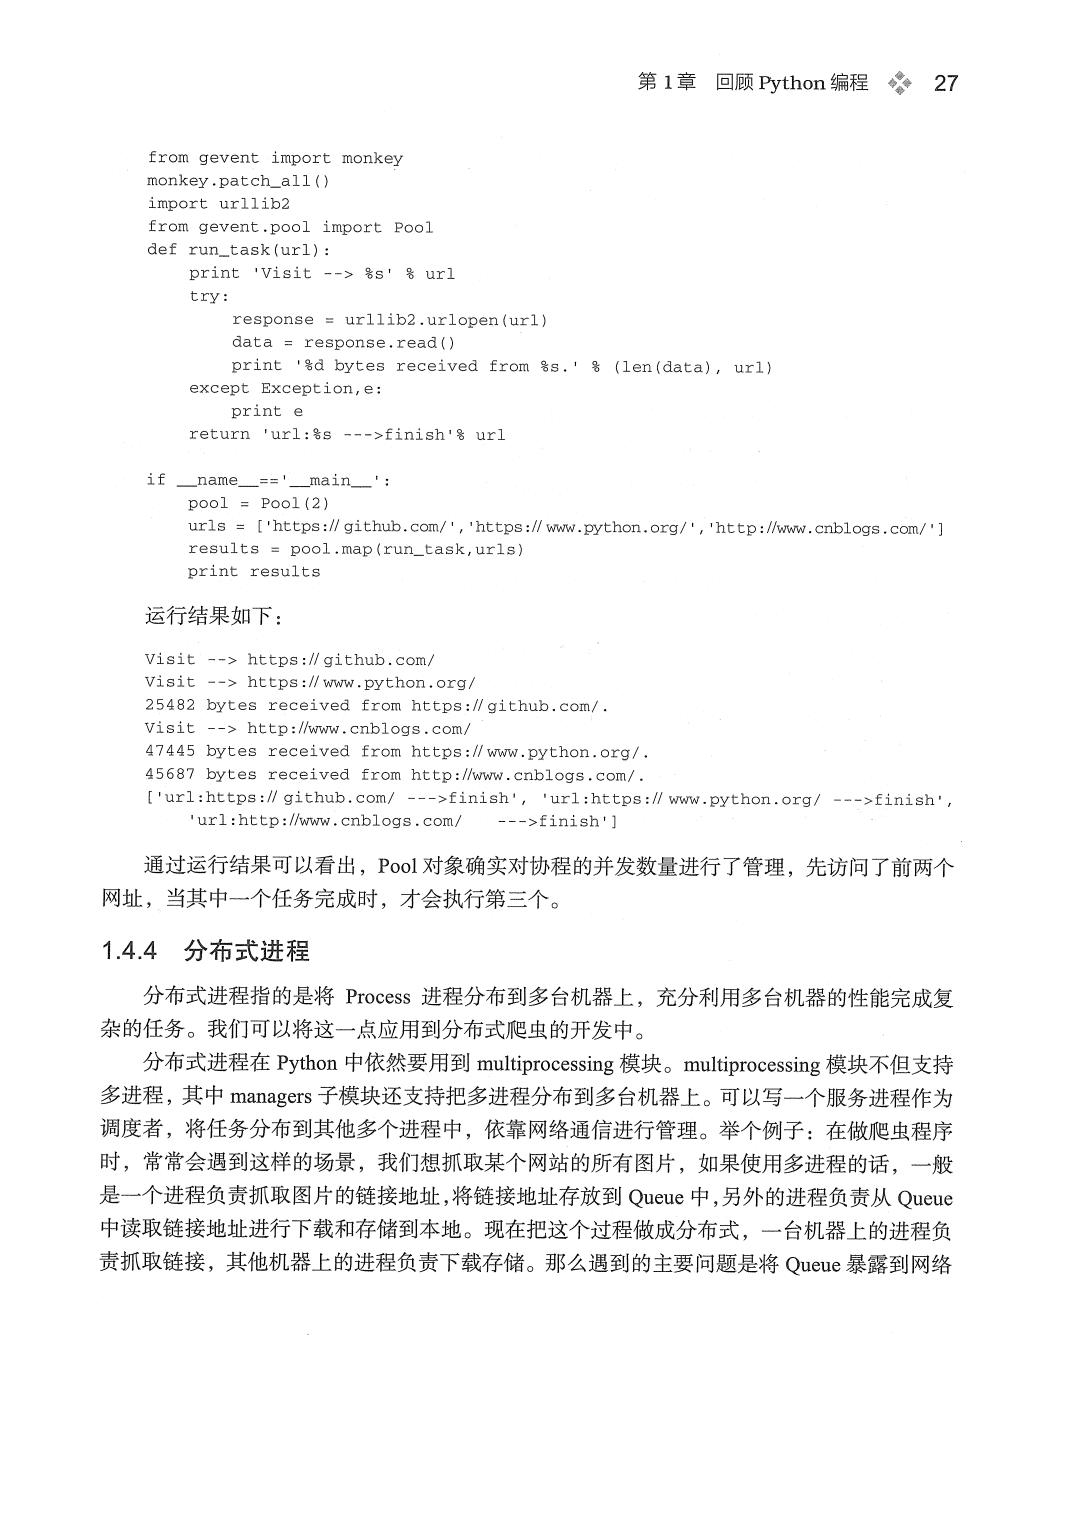 第 1 章 回顾 Python 编程 27
from gevent import monkey
monkey.patch_all()
import urllib2
from gevent.pool import Pool
def run_task(url):
    print 'Visit --> %s' % url
    try:
        response = urllib2.urlopen(url)
        data = response.read()
        print '%d bytes received from %s.' % (len(data), url)
    except Exception,e:
        print e
    return 'url:%s --->finish'% url
if __name__=='__main__':
    pool = Pool(2)
    urls = ['https://github.com/','https://www.python.org/','http://www.cnblogs.com/']
    results = pool.map(run_task,urls)
    print results
运行结果如下：
Visit --> https://github.com/
Visit --> https://www.python.org/
25482 bytes received from https://github.com/.
Visit --> http://www.cnblogs.com/
47445 bytes received from https://www.python.org/.
45687 bytes received from http://www.cnblogs.com/.
['url:https://github.com/ --->finish', 'url:https://www.python.org/ --->finish',
    'url:http://www.cnblogs.com/ --->finish']
通过运行结果可以看出，Pool 对象确实对协程的并发数量进行了管理，先访问了前两个
网址，当其中一个任务完成时，才会执行第三个。
1.4.4 分布式进程
分布式进程指的是将 Process 进程分布到多台机器上，充分利用多台机器的性能完成复
杂的任务。我们可以将这一点应用到分布式爬虫的开发中。
分布式进程在 Python 中依然要用到 multiprocessing 模块。multiprocessing 模块不但支持
多进程，其中 managers 子模块还支持把多进程分布到多台机器上。可以写一个服务进程作为
调度者，将任务分布到其他多个进程中，依靠网络通信进行管理。举个例子：在做爬虫程序
时，常常会遇到这样的场景，我们想抓取某个网站的所有图片，如果使用多进程的话，一般
是一个进程负责抓取图片的链接地址，将链接地址存放到 Queue 中，另外的进程负责从 Queue
中读取链接地址进行下载和存储到本地。现在把这个过程做成分布式，一台机器上的进程负
责抓取链接，其他机器上的进程负责下载存储。那么遇到的主要问题是将 Queue 暴露到网络